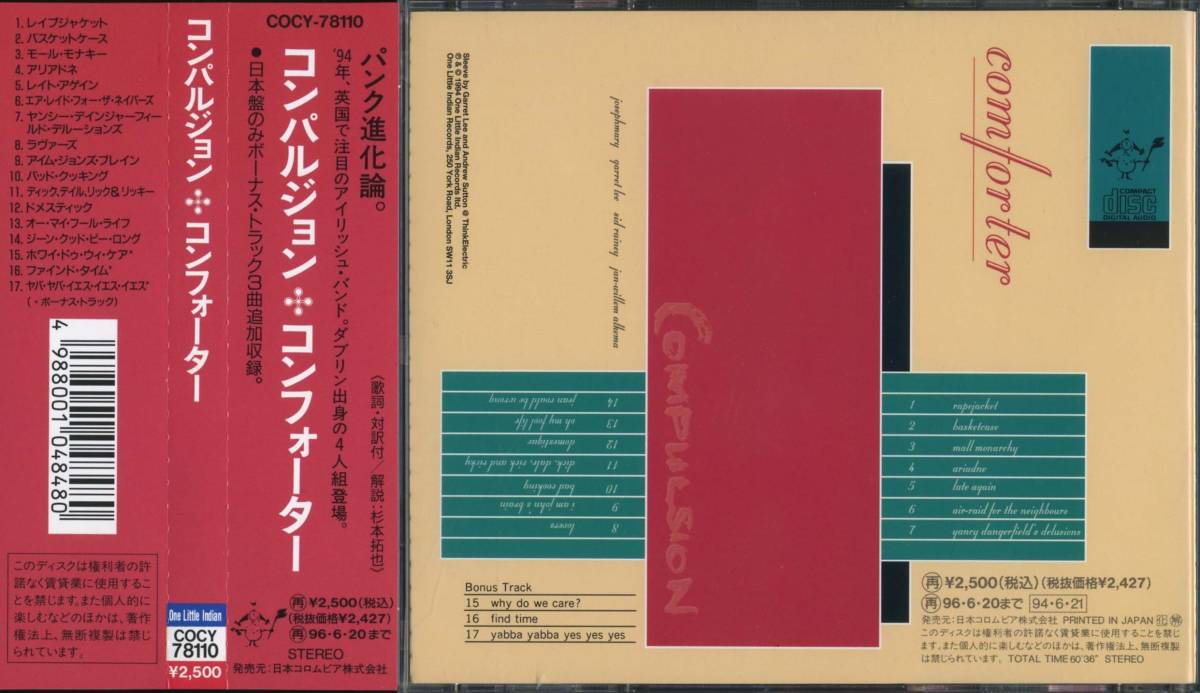 1. レイプジャケット
2. バスケットケース
3. モール・モナキー
4. アリアドネ
5. レイト・アゲイン
6. エア・レイド・フォー・ザ・ネイバーズ
7. ヤンシー・デインジャーフィー
ルド・デルーションズ
8. ラヴァーズ
9. アイム・ジョンズ・ブレイン
10. バッド・クッキング
11. ディック,デイル,リック&リッキー
12. ドメスティック
13. オー・マイ・フール・ライフ
14. ジーン・クッド・ビー・ロング
15. ホワイ・ドゥ・ウィ・ケア*
16. ファインド・タイム*
17. ヤバ・ヤバ・イエス・イエス・イエス*
(*ボーナス・トラック)
4 988001 048480
このディスクは権利者の許
諾なく賃貸業に使用するこ
とを禁じます。また個人的に
楽しむなどのほかは、著作
権法上、無断複製は禁じ
られています。
コンパルジョン コンフォーター
One Little Indian
COCY
78110
¥2,500
COCY-78110
パンク進化論。
'94年、英国で注目のアイリッシュ・バンド。ダブリン出身の4人組登場。
コンパルジョン コンフォーター
●日本盤のみボーナス・トラック3曲追加収録。
〈歌詞・対訳付/解説:杉本拓也〉
再¥2,500(税込)
(税抜価格¥2,427)
再96・6・20まで
STEREO
発売元:日本コロムビア株式会社
Sleeve by Garret Lee and Andrew Sutton @ ThinkElectric
℗ & © 1994 One Little Indian Records ltd.
One Little Indian Records, 250 York Road, London SW11 3SJ
josephmary garret lee sid rainey jan-willem alkema
comforter
COMPACT
disc
DIGITAL AUDIO
COMPULSION
1 rapejacket
2 basketcase
3 mall monarchy
4 ariadne
5 late again
6 air-raid for the neighbours
7 yancy dangerfield's delusions
8 lovers
9 i am john's brain
10 bad cooking
11 dick, dale, rick and ricky
12 domestique
13 oh my fool life
14 jean could be wrong
Bonus Track
15 why do we care?
16 find time
17 yabba yabba yes yes yes
再¥2,500(税込)(税抜価格¥2,427)
再96・6・20まで 94・6・21
発売元:日本コロムビア株式会社 PRINTED IN JAPAN
このディスクは権利者の許諾なく賃貸業に使用することを禁じ
ます。また個人的に楽しむなどのほかは、著作権法上、無断複製
は禁じられています。 TOTAL TIME 60'36" STEREO